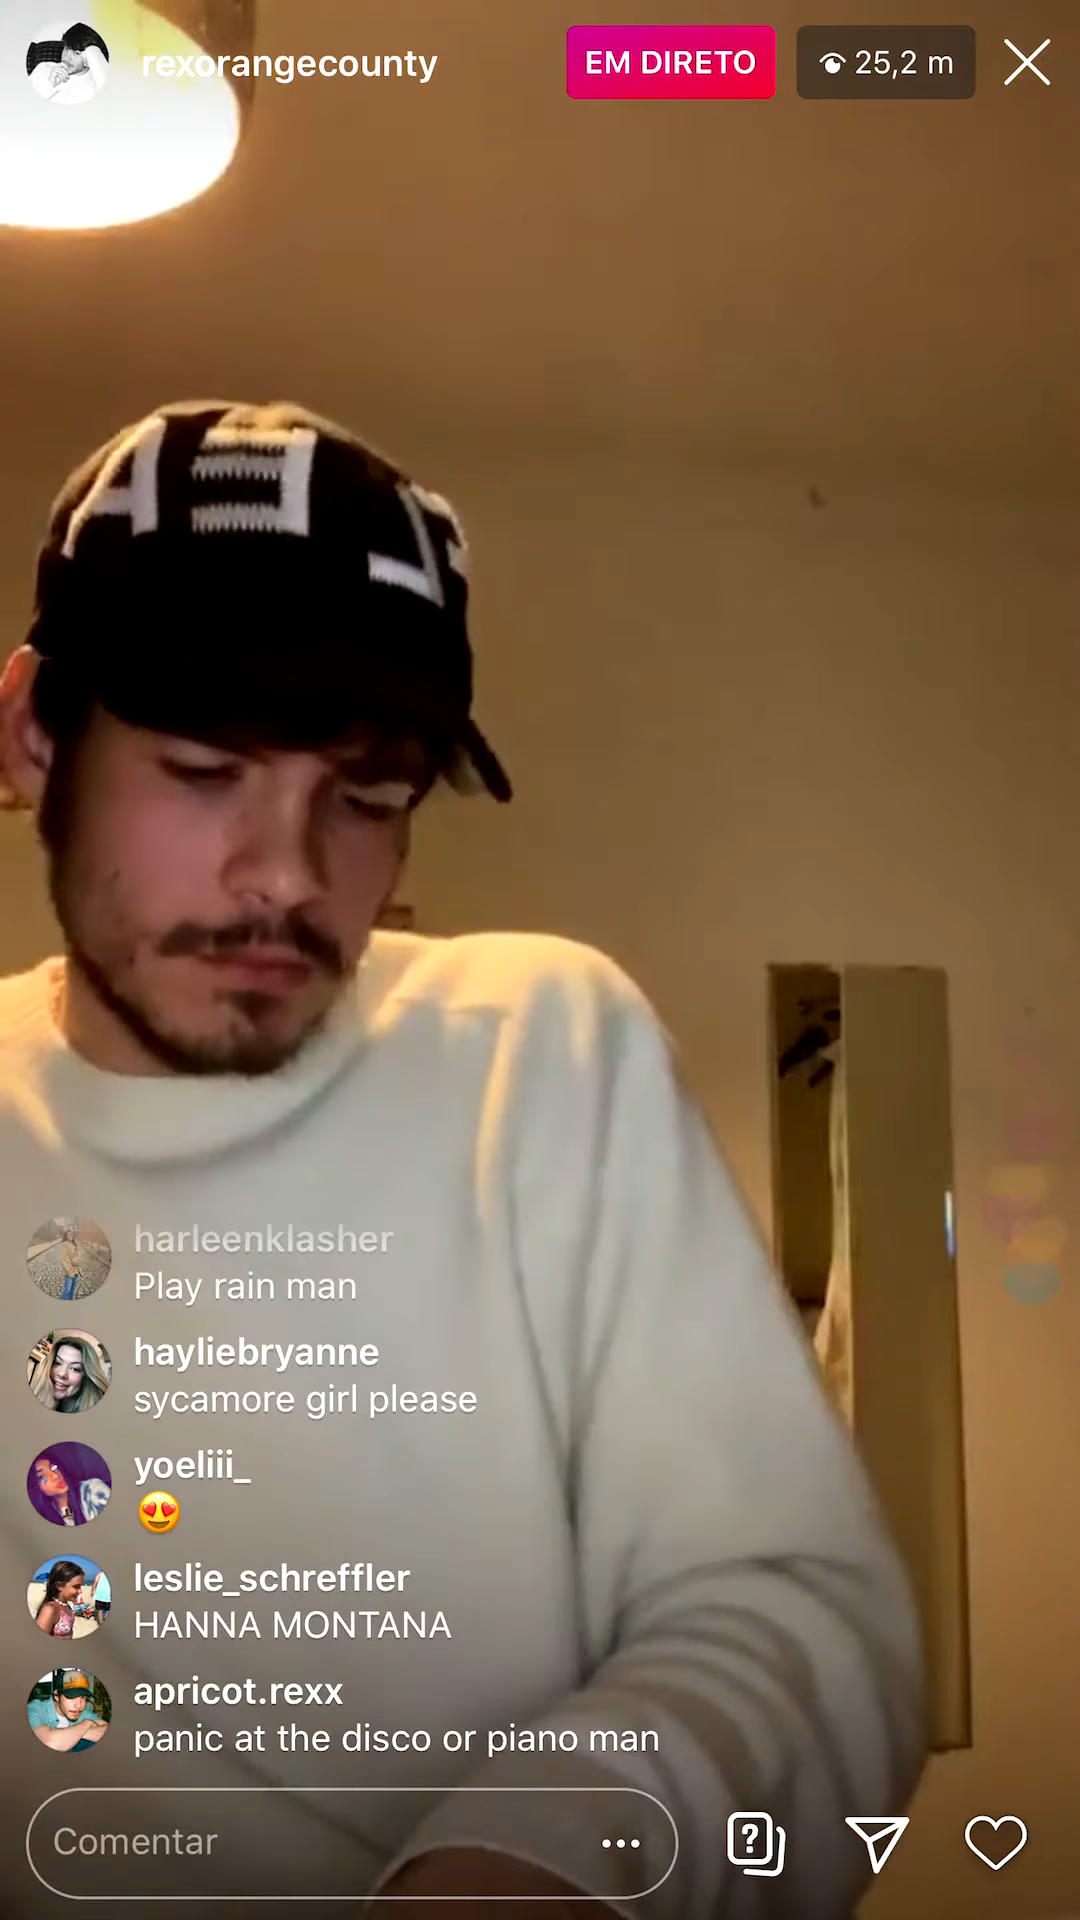 rexorangecounty
EM DIRETO
25,2 m
harleenklasher
Play rain man
hayliebryanne
sycamore girl please
yoeliii_
😍
leslie_schreffler
HANNA MONTANA
apricot.rexx
panic at the disco or piano man
Comentar